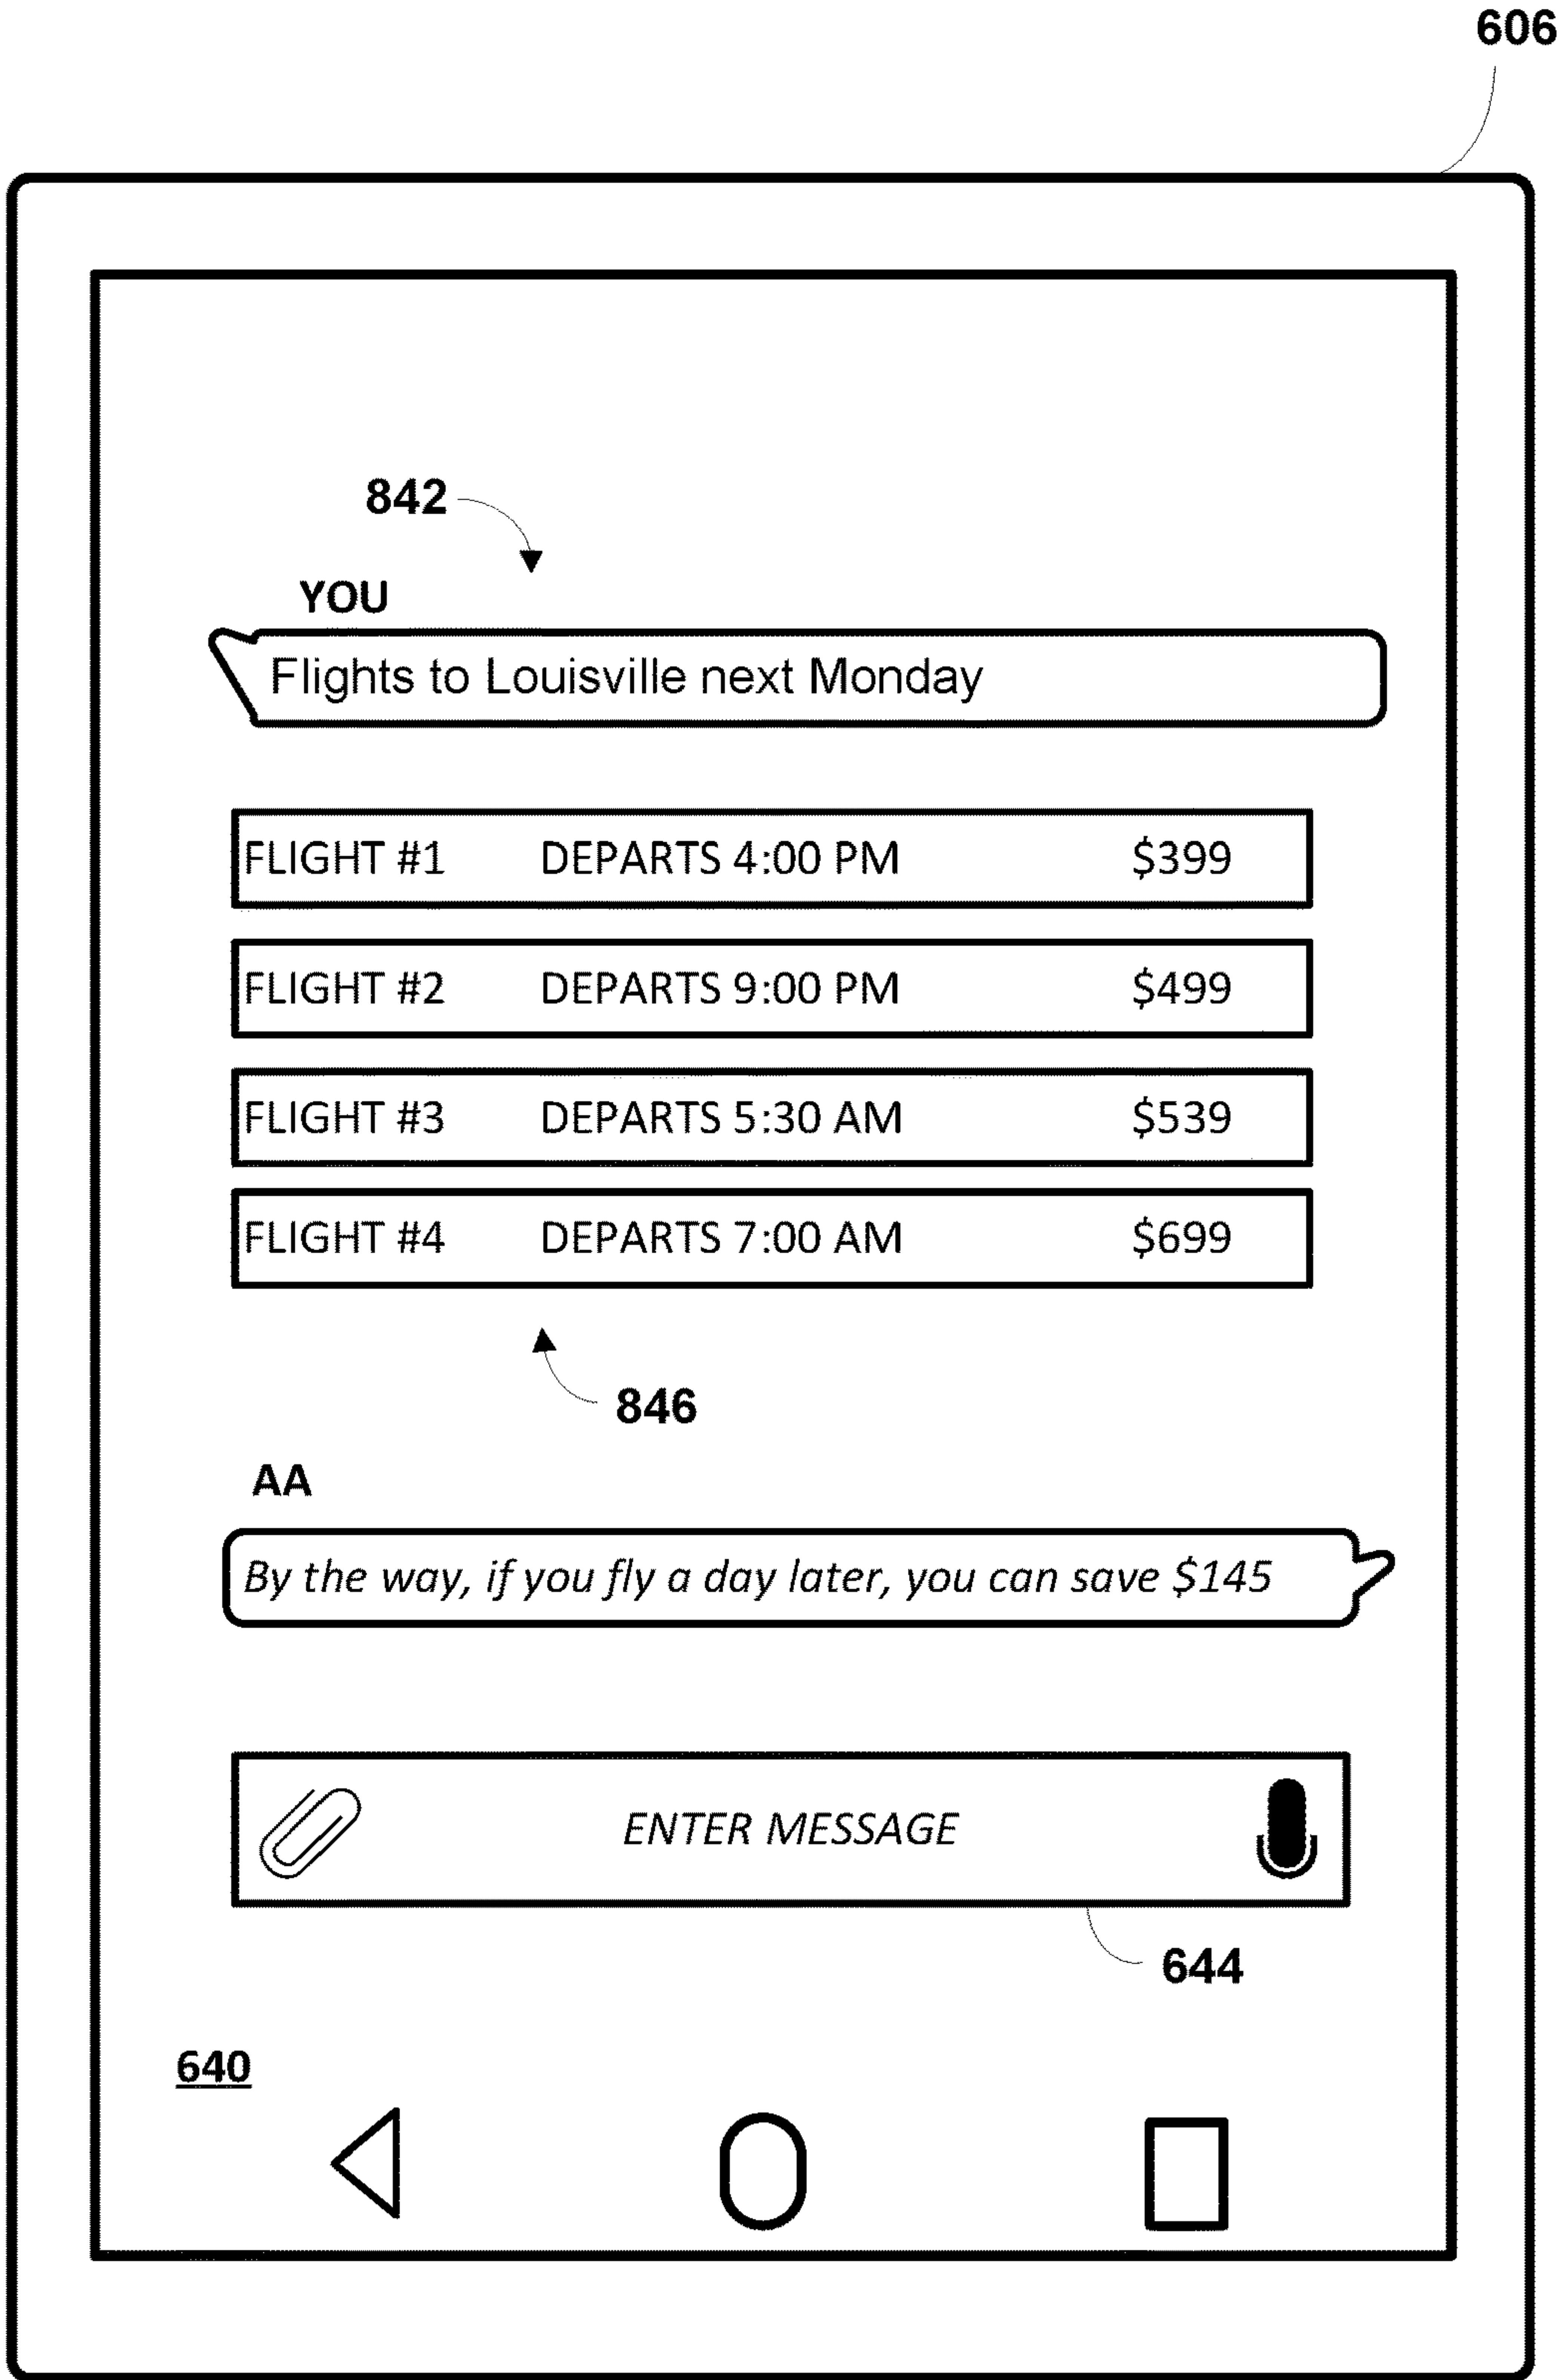 606
842
YOU
Flights to Louisville next Monday
FLIGHT #1 DEPARTS 4:00 PM $399
FLIGHT #2 DEPARTS 9:00 PM $499
FLIGHT #3 DEPARTS 5:30 AM $539
FLIGHT #4 DEPARTS 7:00 AM $699
846
AA
By the way, if you fly a day later, you can save $145
ENTER MESSAGE
644
640